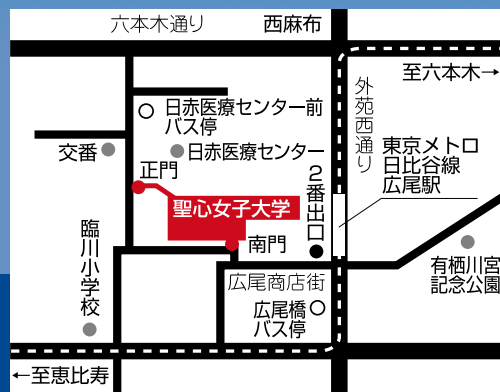 六本木通り
西麻布
至六本木→
外苑西通り
日赤医療センター前
バス停
交番
日赤医療センター
東京メトロ
日比谷線
広尾駅
正門
2番出口
聖心女子大学
臨川小学校
南門
有栖川宮
記念公園
広尾商店街
広尾橋
バス停
←至恵比寿